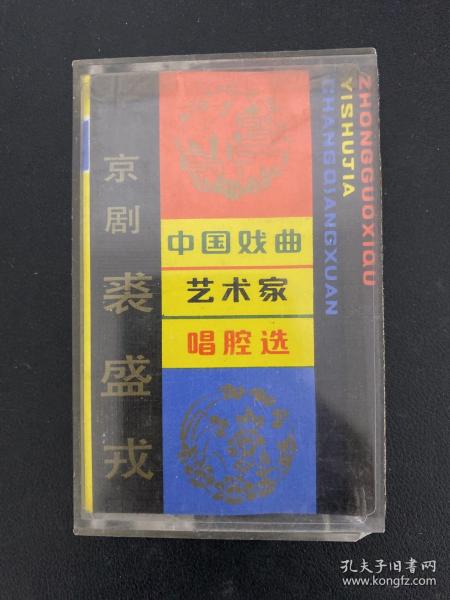 京剧
裘盛戎
中国戏曲
艺术家
唱腔选
ZHONGGUOXIQU
YISHUJIA
CHANGQIANGXUAN
孔夫子旧书网
www.kongfz.com